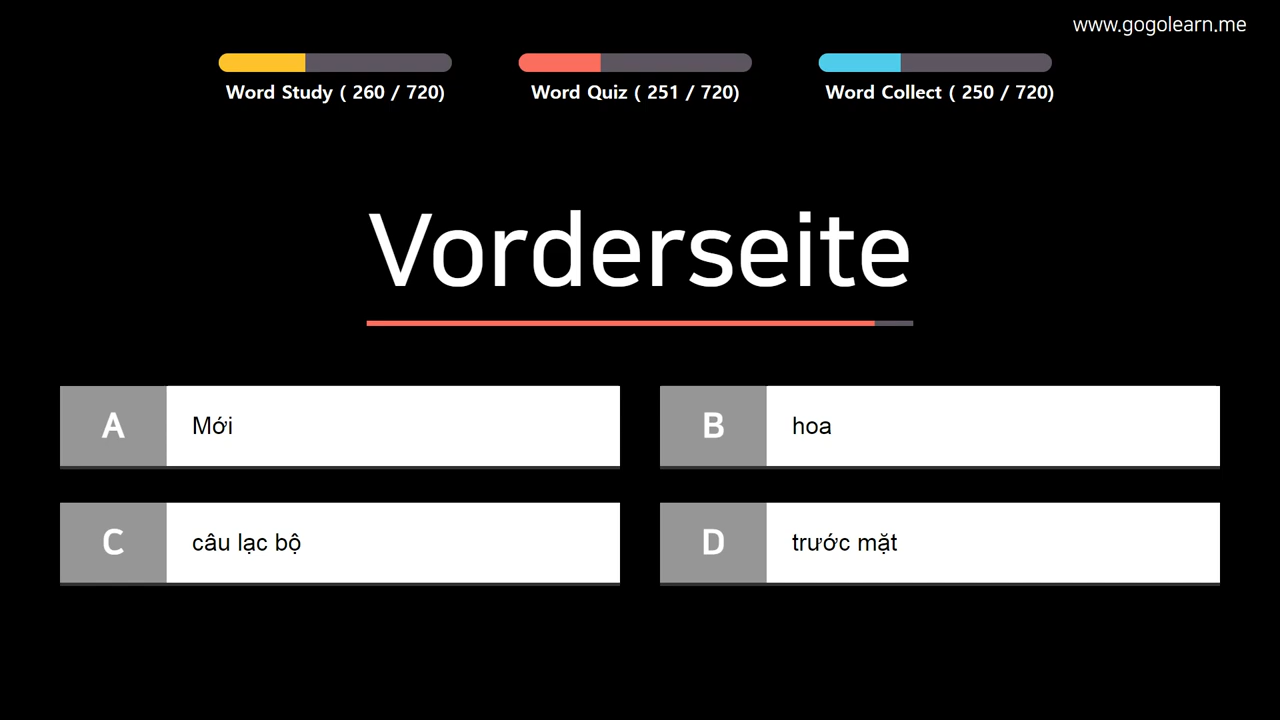 www.gogolearn.me
Word Study ( 260 / 720)
Word Quiz ( 251 / 720)
Word Collect ( 250 / 720)
Vorderseite
A
Mới
B
hoa
C
câu lạc bộ
D
trước mặt